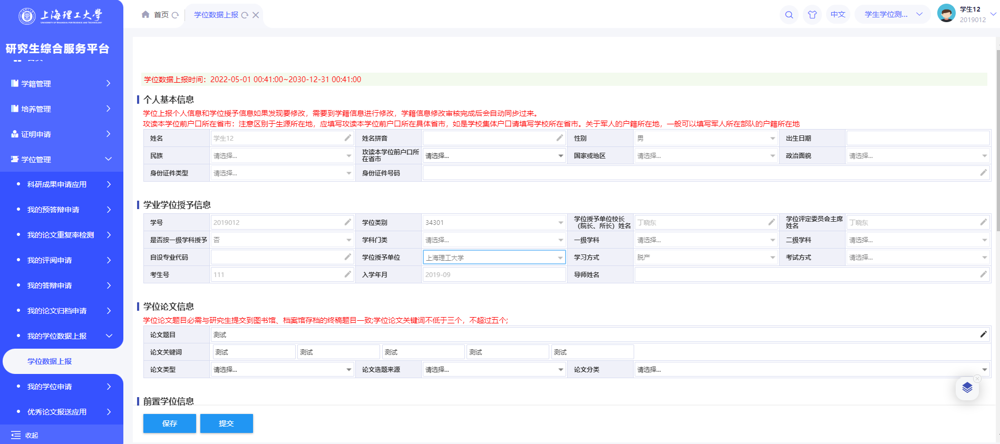 上海理工大学
UNIVERSITY OF SHANGHAI FOR SCIENCE AND TECHNOLOGY
研究生综合服务平台
学籍管理
培养管理
证明申请
学位管理
科研成果申请应用
我的预答辩申请
我的论文重复率检测
我的评阅申请
我的答辩申请
我的论文归档申请
我的学位数据上报
学位数据上报
我的学位申请
优秀论文报送应用
收起
首页 学位数据上报 中文 学生学位测... 学生12
2019012
学位数据上报时间：2022-05-01 00:41:00~2030-12-31 00:41:00
个人基本信息
学位上报个人信息和学位授予信息如果发现要修改，需要到学籍信息进行修改，学籍信息修改审核完成后会自动同步过来。
攻读本学位前户口所在省市：注意区别于生源所在地，应填写攻读本学位前户口所在具体省市，如是学校集体户口请填写学校所在省市。关于军人的户籍所在地，一般可以填写军人所在部队的户籍所在地
姓名 学生12 姓名拼音 性别 男 出生日期
民族 请选择... 攻读本学位前户口所在省市 请选择... 国家或地区 请选择... 政治面貌 请选择...
身份证件类型 请选择... 身份证件号码
学业学位授予信息
学号 2019012 学位类别 34301 学位授予单位校长（院长、所长）姓名 丁晓东 学位评定委员会主席姓名 丁晓东
是否按一级学科授予 否 学科门类 请选择... 一级学科 请选择... 二级学科 请选择...
自设专业代码 学位授予单位 上海理工大学 学习方式 脱产 考试方式 请选择...
考生号 111 入学年月 2019-09 导师姓名
学位论文信息
学位论文题目必需与研究生提交到图书馆、档案馆存档的终稿题目一致;学位论文关键词不低于三个，不超过五个;
论文题目 测试
论文关键词 测试 测试 测试 测试 测试
论文类型 请选择... 论文选题来源 请选择... 论文分类 请选择...
前置学位信息
保存 提交